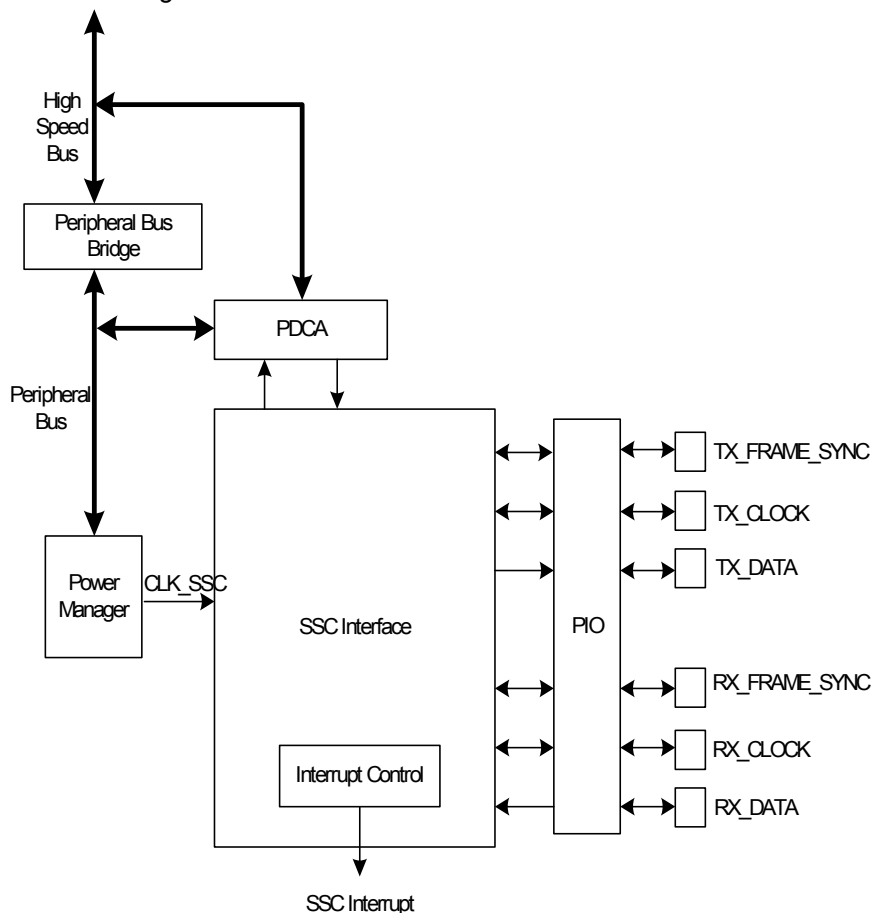 High
Speed
Bus
Peripheral Bus
Bridge
PDCA
Peripheral
Bus
TX_FRAME_SYNC
TX_CLOCK
TX_DATA
Power
Manager
CLK_SSC
SSC Interface
PIO
RX_FRAME_SYNC
RX_CLOCK
Interrupt Control
RX_DATA
SSC Interrupt